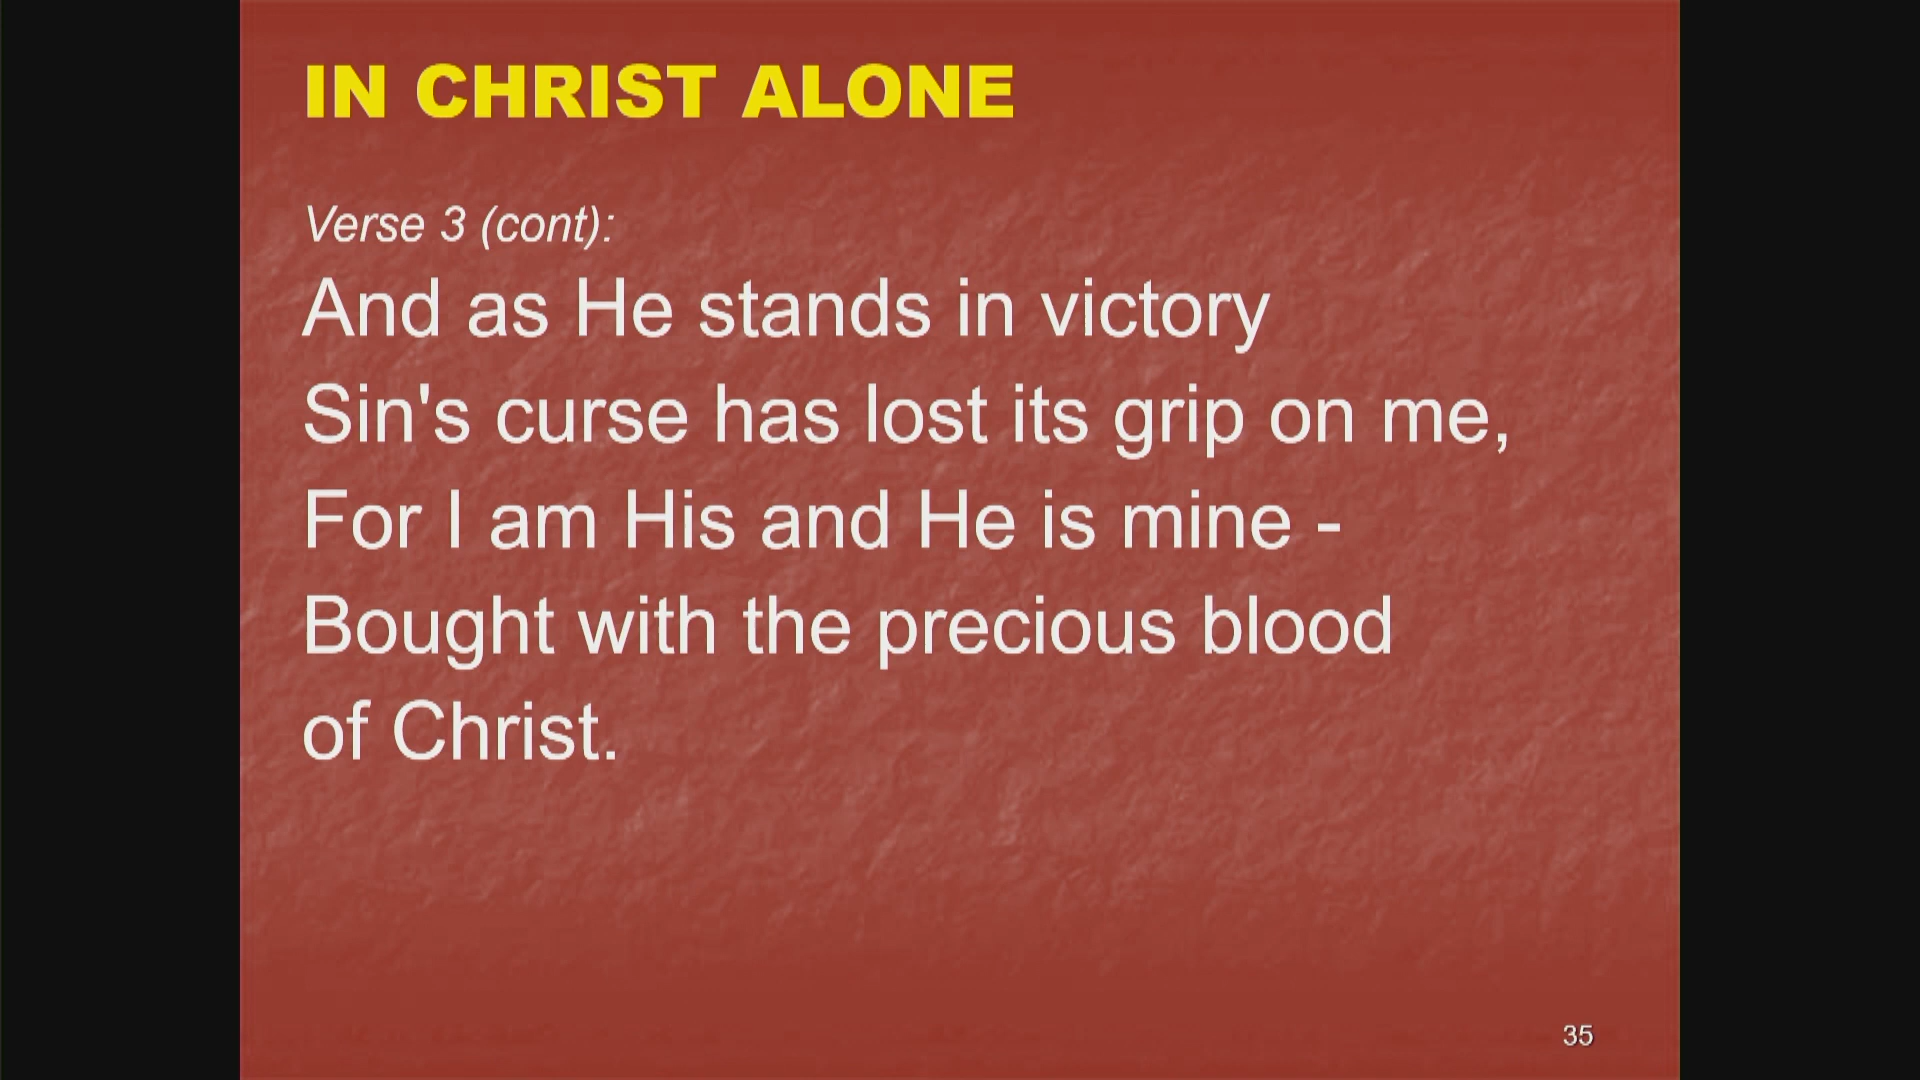 IN CHRIST ALONE
Verse 3 (cont):
And as He stands in victory
Sin's curse has lost its grip on me,
For I am His and He is mine -
Bought with the precious blood
of Christ.
35